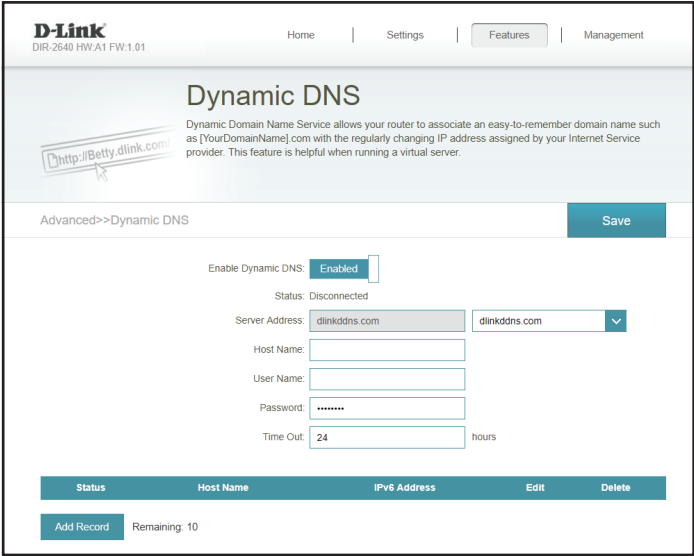 D-Link
DIR-2640 HW:A1 FW:1.01
Home
Settings
Features
Management
Dynamic DNS
Dynamic Domain Name Service allows your router to associate an easy-to-remember domain name such
as [YourDomainName].com with the regularly changing IP address assigned by your Internet Service
provider. This feature is helpful when running a virtual server.
http://Betty.dlink.com/
Advanced>>Dynamic DNS
Save
Enable Dynamic DNS: Enabled
Status: Disconnected
Server Address: dlinkddns.com dlinkddns.com
Host Name:
User Name:
Password: ••••••••
Time Out: 24 hours
Status Host Name IPv6 Address Edit Delete
Add Record Remaining: 10